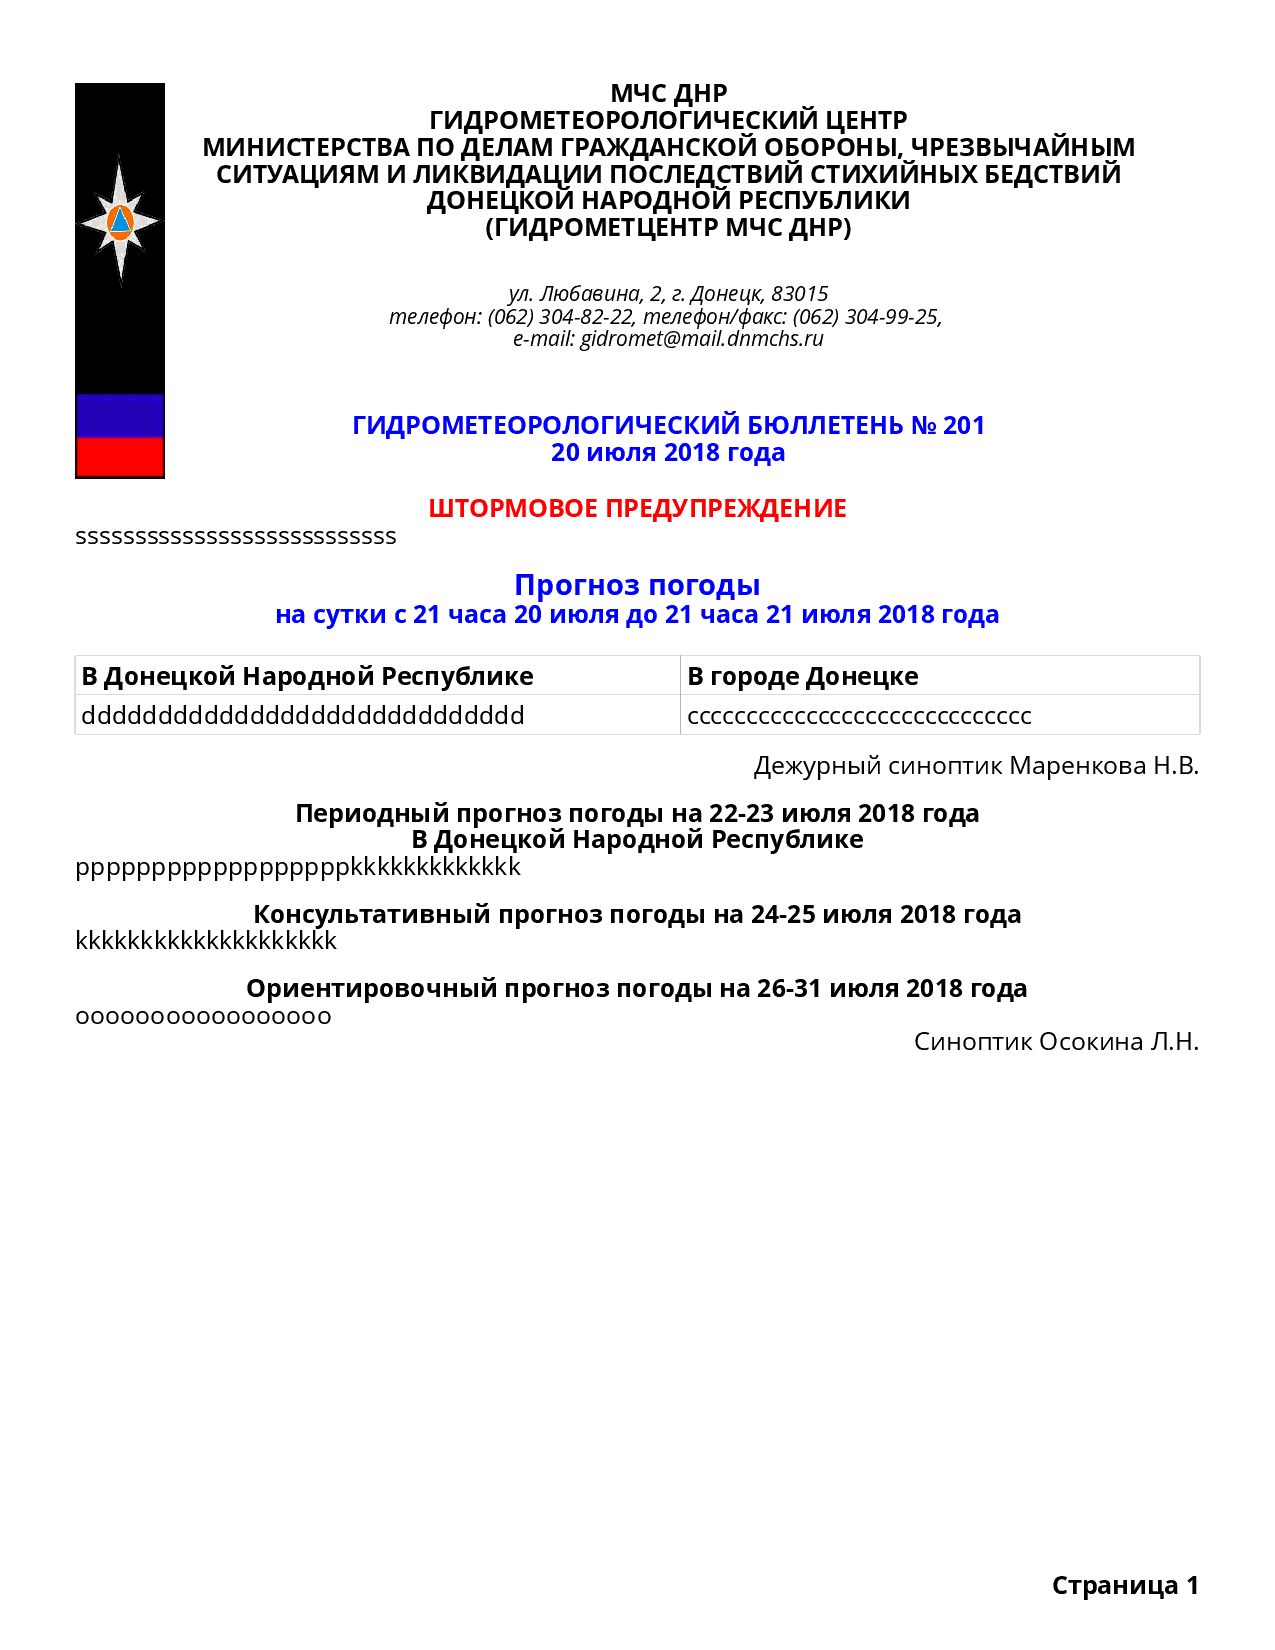 МЧС ДНР
ГИДРОМЕТЕОРОЛОГИЧЕСКИЙ ЦЕНТР
МИНИСТЕРСТВА ПО ДЕЛАМ ГРАЖДАНСКОЙ ОБОРОНЫ, ЧРЕЗВЫЧАЙНЫМ
СИТУАЦИЯМ И ЛИКВИДАЦИИ ПОСЛЕДСТВИЙ СТИХИЙНЫХ БЕДСТВИЙ
ДОНЕЦКОЙ НАРОДНОЙ РЕСПУБЛИКИ
(ГИДРОМЕТЦЕНТР МЧС ДНР)
ул. Любавина, 2, г. Донецк, 83015
телефон: (062) 304-82-22, телефон/факс: (062) 304-99-25,
e-mail: gidromet@mail.dnmchs.ru
ГИДРОМЕТЕОРОЛОГИЧЕСКИЙ БЮЛЛЕТЕНЬ № 201
20 июля 2018 года
ШТОРМОВОЕ ПРЕДУПРЕЖДЕНИЕ
sssssssssssssssssssssssssss
Прогноз погоды
на сутки с 21 часа 20 июля до 21 часа 21 июля 2018 года
В Донецкой Народной Республике В городе Донецке
ddddddddddddddddddddddddddddd ccccccccccccccccccccccccccccc
Дежурный синоптик Маренкова Н.В.
Периодный прогноз погоды на 22-23 июля 2018 года
В Донецкой Народной Республике
ppppppppppppppppppkkkkkkkkkkkkk
Консультативный прогноз погоды на 24-25 июля 2018 года
kkkkkkkkkkkkkkkkkkkk
Ориентировочный прогноз погоды на 26-31 июля 2018 года
ooooooooooooooooo
Синоптик Осокина Л.Н.
Страница 1